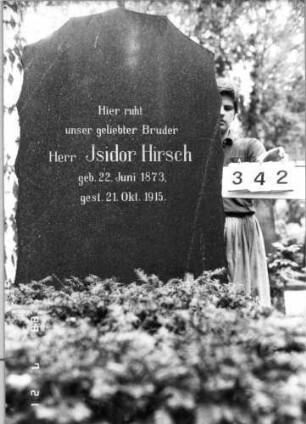 Hier ruht
unser geliebter Bruder
Herr Jsidor Hirsch
geb. 22. Juni 1873,
gest. 21. Okt. 1915.
342